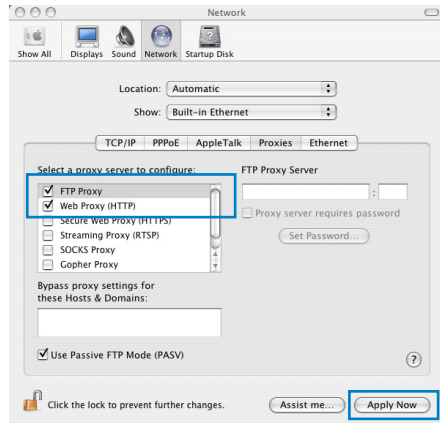 Network
Show All Displays Sound Network Startup Disk
Location: Automatic
Show: Built-in Ethernet
TCP/IP PPPoE AppleTalk Proxies Ethernet
Select a proxy server to configure: FTP Proxy Server
FTP Proxy
Web Proxy (HTTP)
:
Secure Web Proxy (HTTPS)
Proxy server requires password
Streaming Proxy (RTSP)
Set Password...
SOCKS Proxy
Gopher Proxy
Bypass proxy settings for
these Hosts & Domains:
Use Passive FTP Mode (PASV)
?
Click the lock to prevent further changes. Assist me... Apply Now